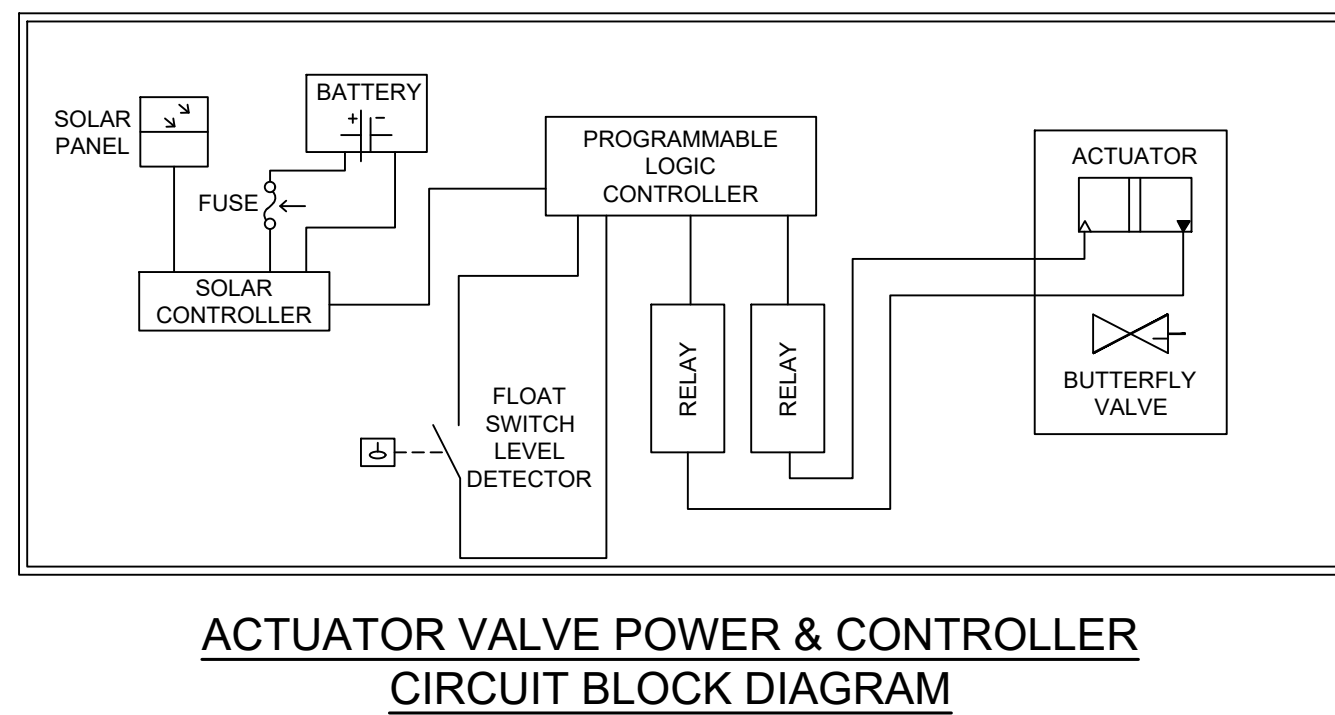 SOLAR
PANEL
BATTERY
+ -
FUSE
SOLAR
CONTROLLER
PROGRAMMABLE
LOGIC
CONTROLLER
FLOAT
SWITCH
LEVEL
DETECTOR
RELAY
RELAY
ACTUATOR
BUTTERFLY
VALVE
ACTUATOR VALVE POWER & CONTROLLER
CIRCUIT BLOCK DIAGRAM